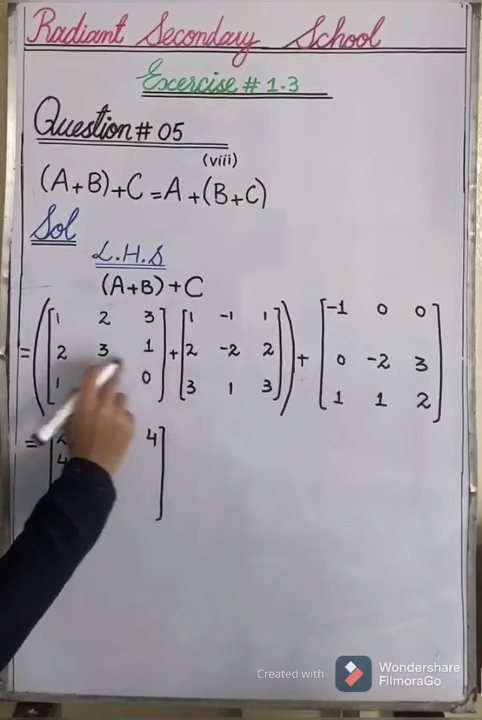 Radiant Secondary School
Excercise # 1.3
Question # 05
(viii)
(A+B)+C=A+(B+C)
Sol
L.H.S
(A+B)+C
=([1 2 3] [1 -1 1]) [-1 0 0]
[2 3 1]+[2 -2 2] + [0 -2 3]
[1 0] [3 1 3] [1 1 2]
=[2 4]
4
Created with Wondershare FilmoraGo